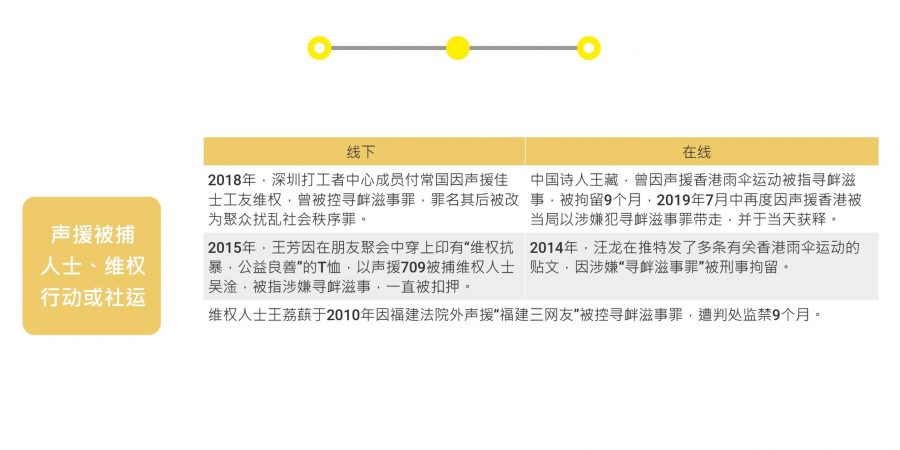 线下
在线
声援被捕
人士、维权
行动或社运
2018年，深圳打工者中心成员付常国因声援佳
士工友维权，曾被控寻衅滋事罪，罪名其后被改
为聚众扰乱社会秩序罪。
中国诗人王藏，曾因声援香港雨伞运动被指寻衅滋
事，被拘留9个月，2019年7月中再度因声援香港被
当局以涉嫌犯寻衅滋事罪带走，并于当天获释。
2015年，王芳因在朋友聚会中穿上印有“维权抗
暴，公益良善”的T恤，以声援709被捕维权人士
吴淦，被指涉嫌寻衅滋事，一直被扣押。
2014年，汪龙在推特发了多条有关香港雨伞运动的
贴文，因涉嫌“寻衅滋事罪”被刑事拘留。
维权人士王荔蕻于2010年因福建法院外声援“福建三网友”被控寻衅滋事罪，遭判处监禁9个月。